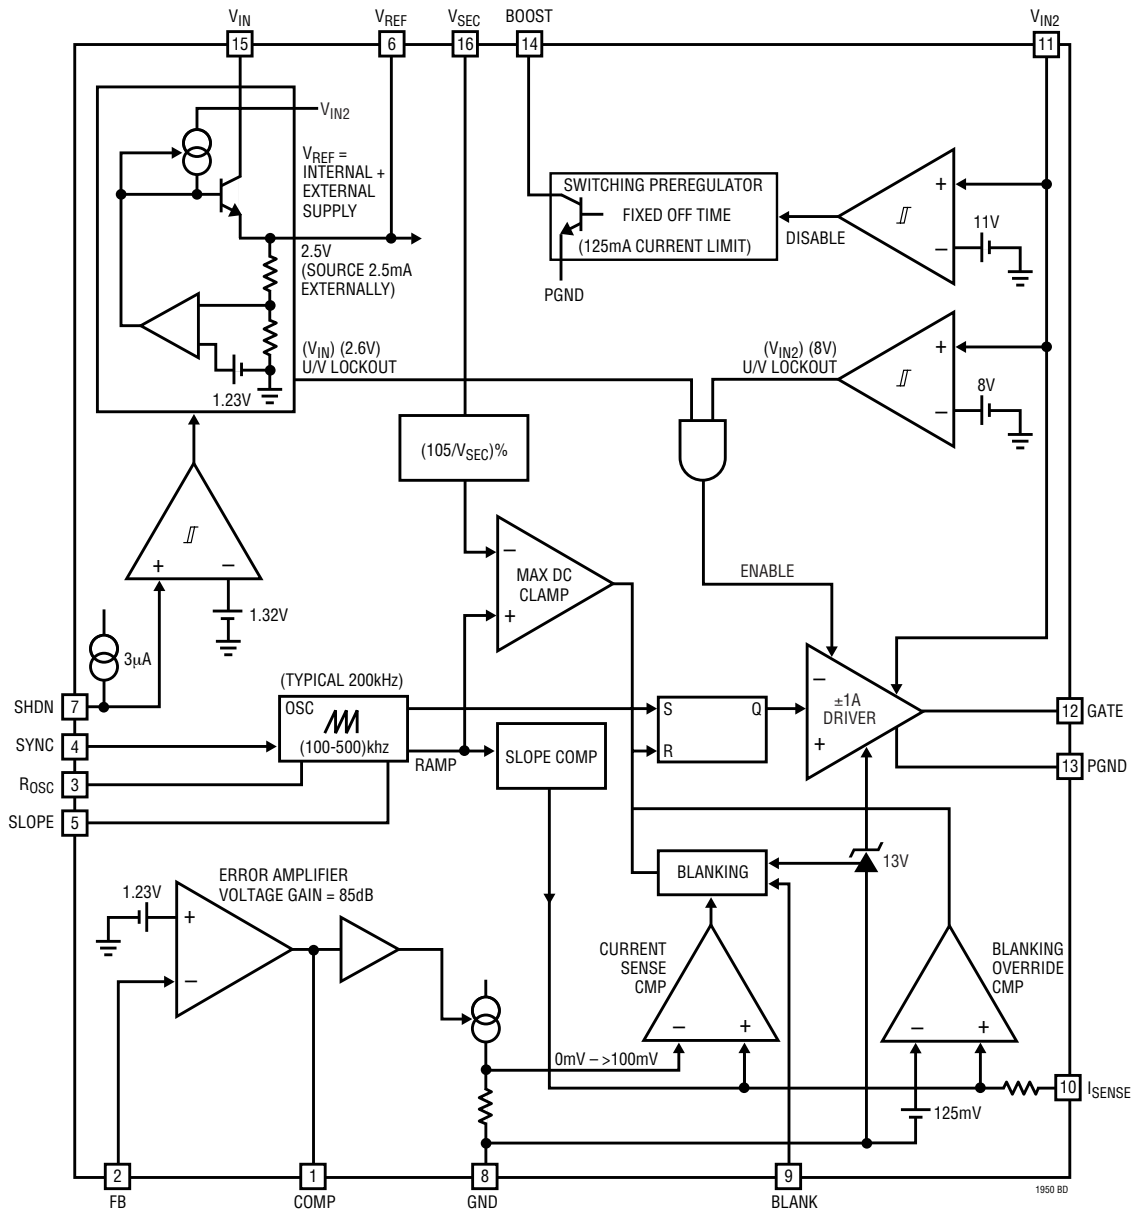 VIN
VREF
VSEC
BOOST
VIN2
15
6
16
14
11
VIN2
VREF =
INTERNAL +
EXTERNAL
SUPPLY
2.5V
(SOURCE 2.5mA
EXTERNALLY)
1.23V
SWITCHING PREREGULATOR
FIXED OFF TIME
(125mA CURRENT LIMIT)
PGND
DISABLE
+
–
11V
(VIN) (2.6V)
U/V LOCKOUT
(VIN2) (8V)
U/V LOCKOUT
+
–
8V
(105/VSEC)%
+
–
1.32V
3µA
–
MAX DC
CLAMP
+
ENABLE
SHDN
7
SYNC
4
ROSC
3
SLOPE
5
(TYPICAL 200kHz)
OSC
(100-500)khz
RAMP
SLOPE COMP
S
Q
R
–
±1A
DRIVER
+
12
GATE
13
PGND
13V
BLANKING
ERROR AMPLIFIER
VOLTAGE GAIN = 85dB
1.23V
+
–
CURRENT
SENSE
CMP
–
+
BLANKING
OVERRIDE
CMP
–
+
0mV – >100mV
125mV
10
ISENSE
2
FB
1
COMP
8
GND
9
BLANK
1950 BD